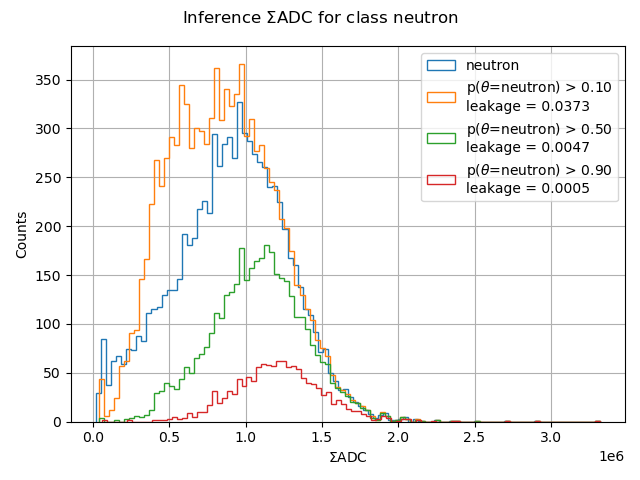 Inference ΣADC for class neutron
neutron
p(θ=neutron) > 0.10
leakage = 0.0373
p(θ=neutron) > 0.50
leakage = 0.0047
p(θ=neutron) > 0.90
leakage = 0.0005
Counts
350
300
250
200
150
100
50
0
0.0 0.5 1.0 1.5 2.0 2.5 3.0
1e6
ΣADC